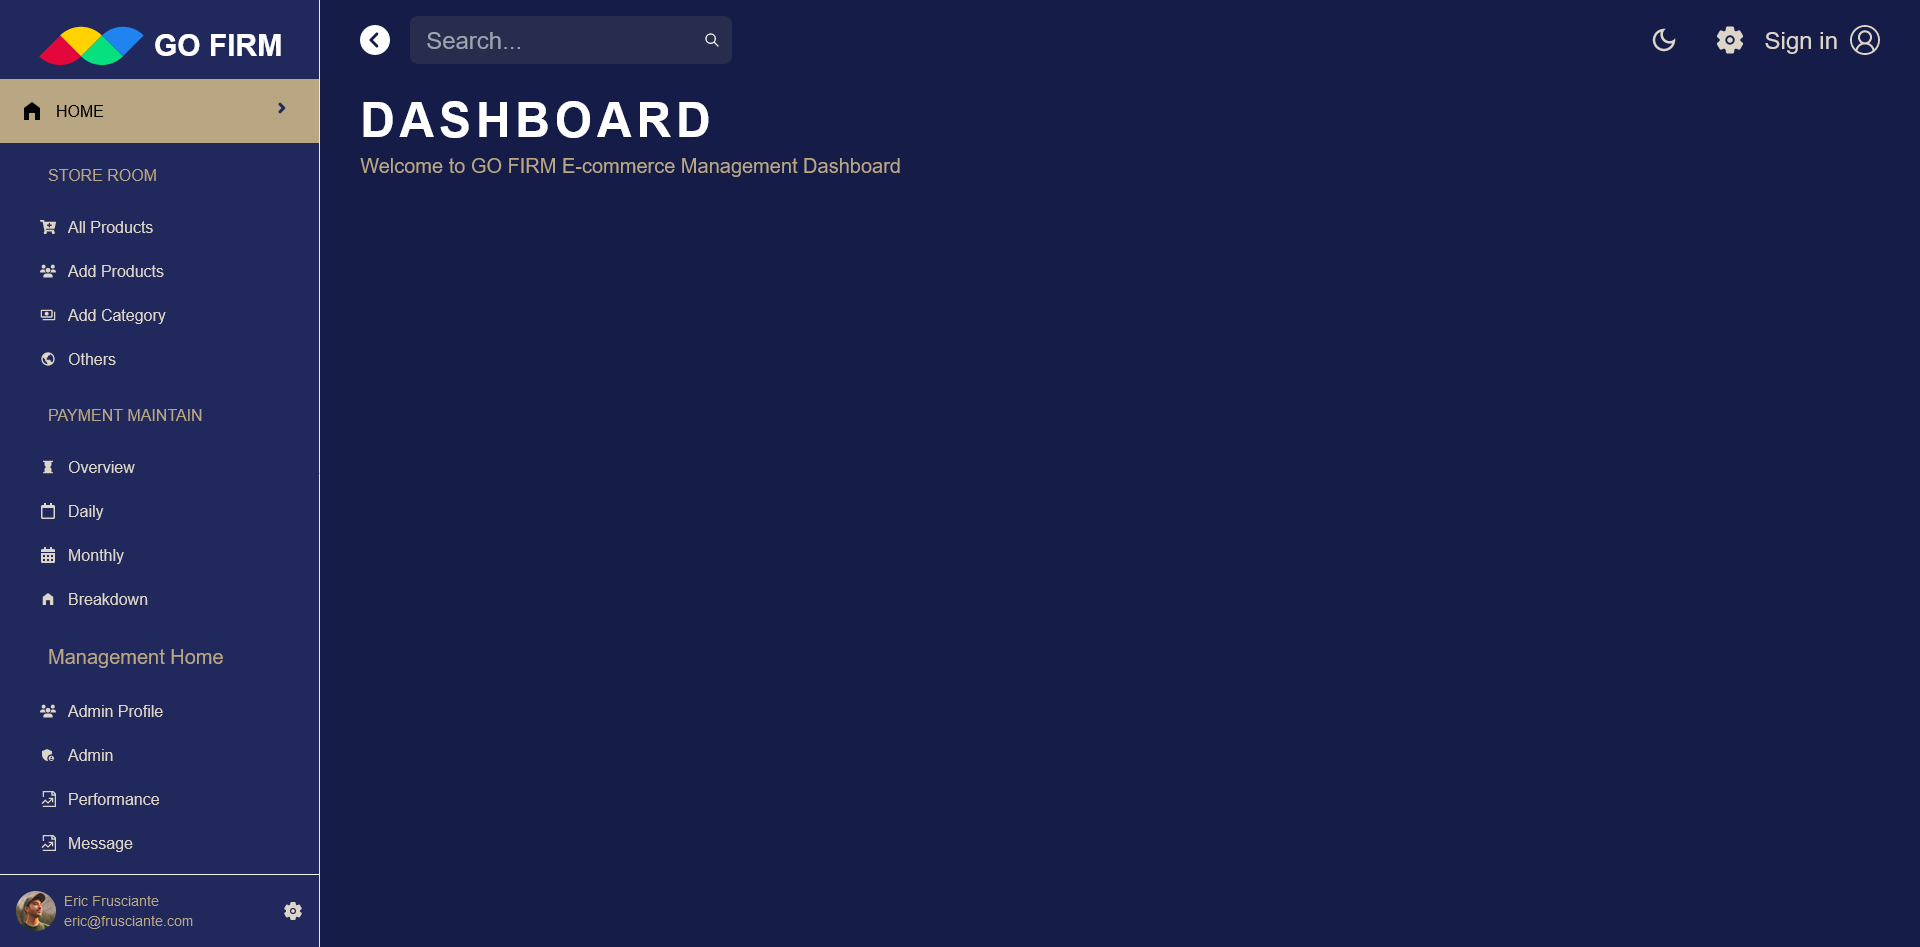 GO FIRM
HOME
STORE ROOM
All Products
Add Products
Add Category
Others
PAYMENT MAINTAIN
Overview
Daily
Monthly
Breakdown
Management Home
Admin Profile
Admin
Performance
Message
Eric Frusciante
eric@frusciante.com
Search...
Sign in
DASHBOARD
Welcome to GO FIRM E-commerce Management Dashboard